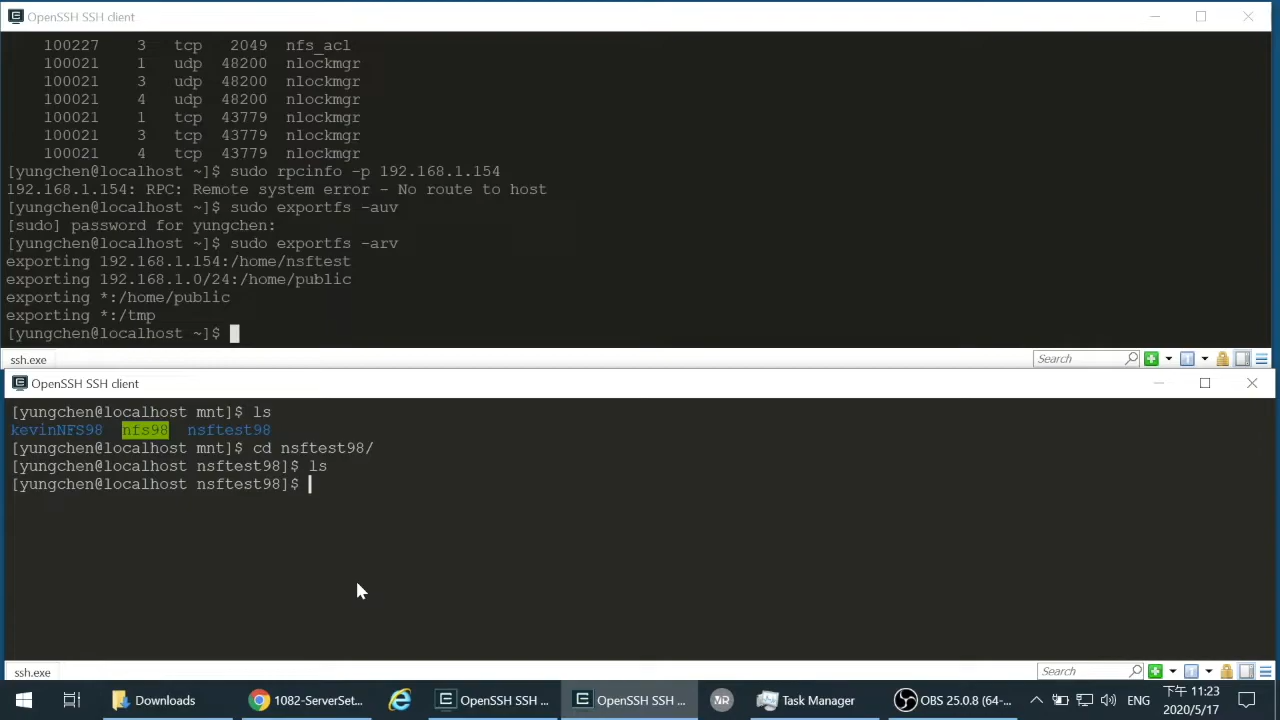 OpenSSH SSH client
100227 3 tcp 2049 nfs_acl
100021 1 udp 48200 nlockmgr
100021 3 udp 48200 nlockmgr
100021 4 udp 48200 nlockmgr
100021 1 tcp 43779 nlockmgr
100021 3 tcp 43779 nlockmgr
100021 4 tcp 43779 nlockmgr
[yungchen@localhost ~]$ sudo rpcinfo -p 192.168.1.154
192.168.1.154: RPC: Remote system error - No route to host
[yungchen@localhost ~]$ sudo exportfs -auv
[sudo] password for yungchen:
[yungchen@localhost ~]$ sudo exportfs -arv
exporting 192.168.1.154:/home/nsftest
exporting 192.168.1.0/24:/home/public
exporting *:/home/public
exporting *:/tmp
[yungchen@localhost ~]$
ssh.exe Search
OpenSSH SSH client
[yungchen@localhost mnt]$ ls
kevinNFS98 nfs98 nsftest98
[yungchen@localhost mnt]$ cd nsftest98/
[yungchen@localhost nsftest98]$ ls
[yungchen@localhost nsftest98]$
ssh.exe Search
Downloads 1082-ServerSet... OpenSSH SSH ... OpenSSH SSH ... Task Manager OBS 25.0.8 (64-... ENG 下午 11:23
2020/5/17